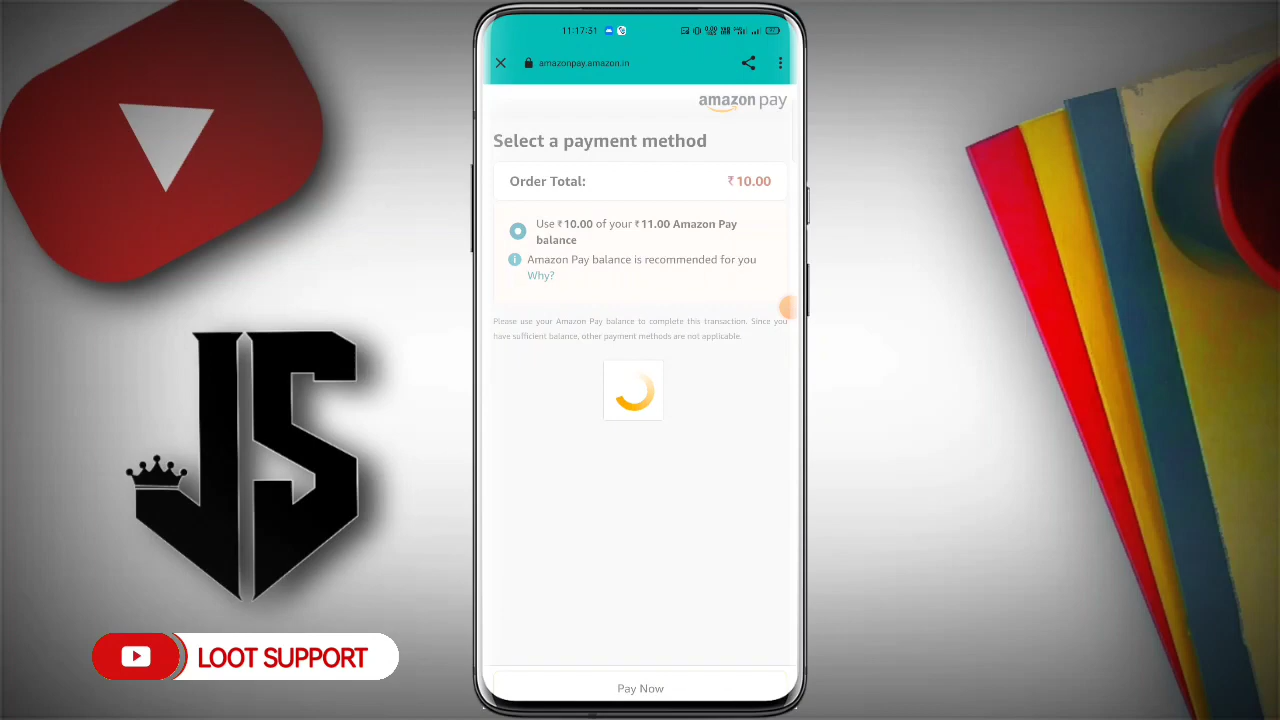 11:17:31
amazonpay.amazon.in
amazon pay
Select a payment method
Order Total:
₹10.00
Use ₹10.00 of your ₹11.00 Amazon Pay
balance
Amazon Pay balance is recommended for you
Why?
Please use your Amazon Pay balance to complete this transaction. Since you
have sufficient balance, other payment methods are not applicable.
Pay Now
JS
LOOT SUPPORT